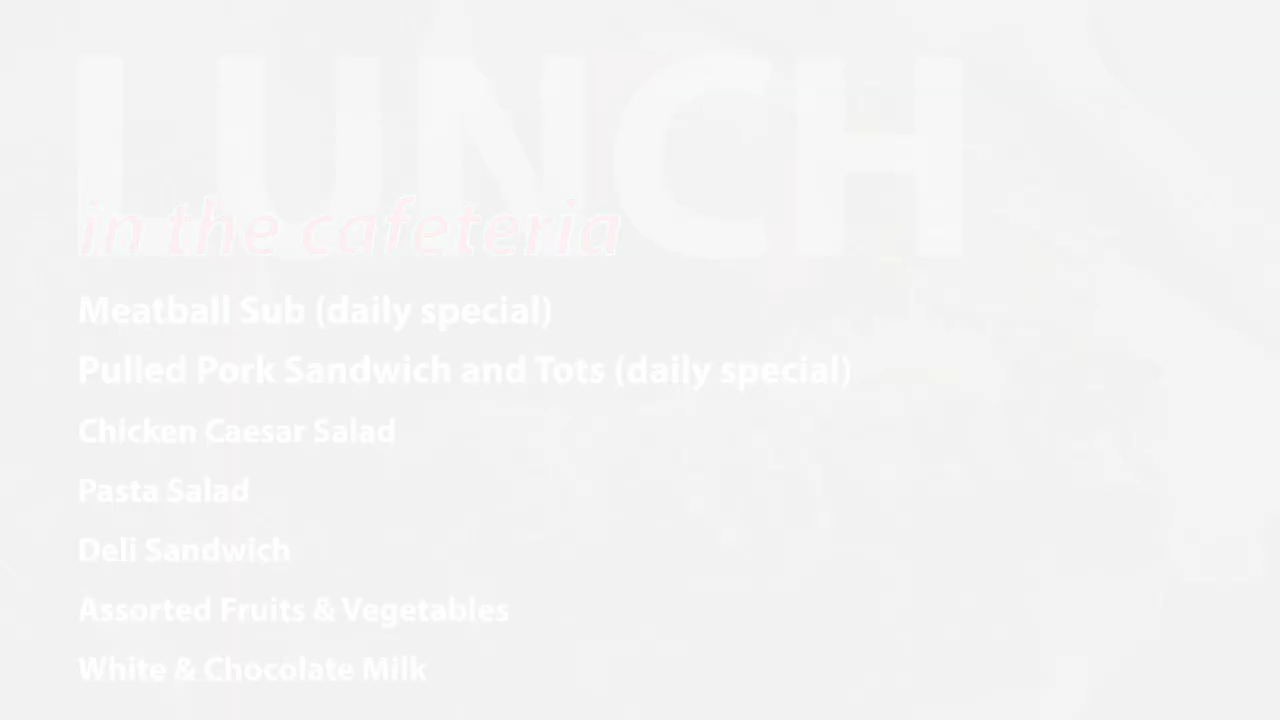 LUNCH
in the cafeteria
Meatball Sub (daily special)
Pulled Pork Sandwich and Tots (daily special)
Chicken Caesar Salad
Pasta Salad
Deli Sandwich
Assorted Fruits & Vegetables
White & Chocolate Milk